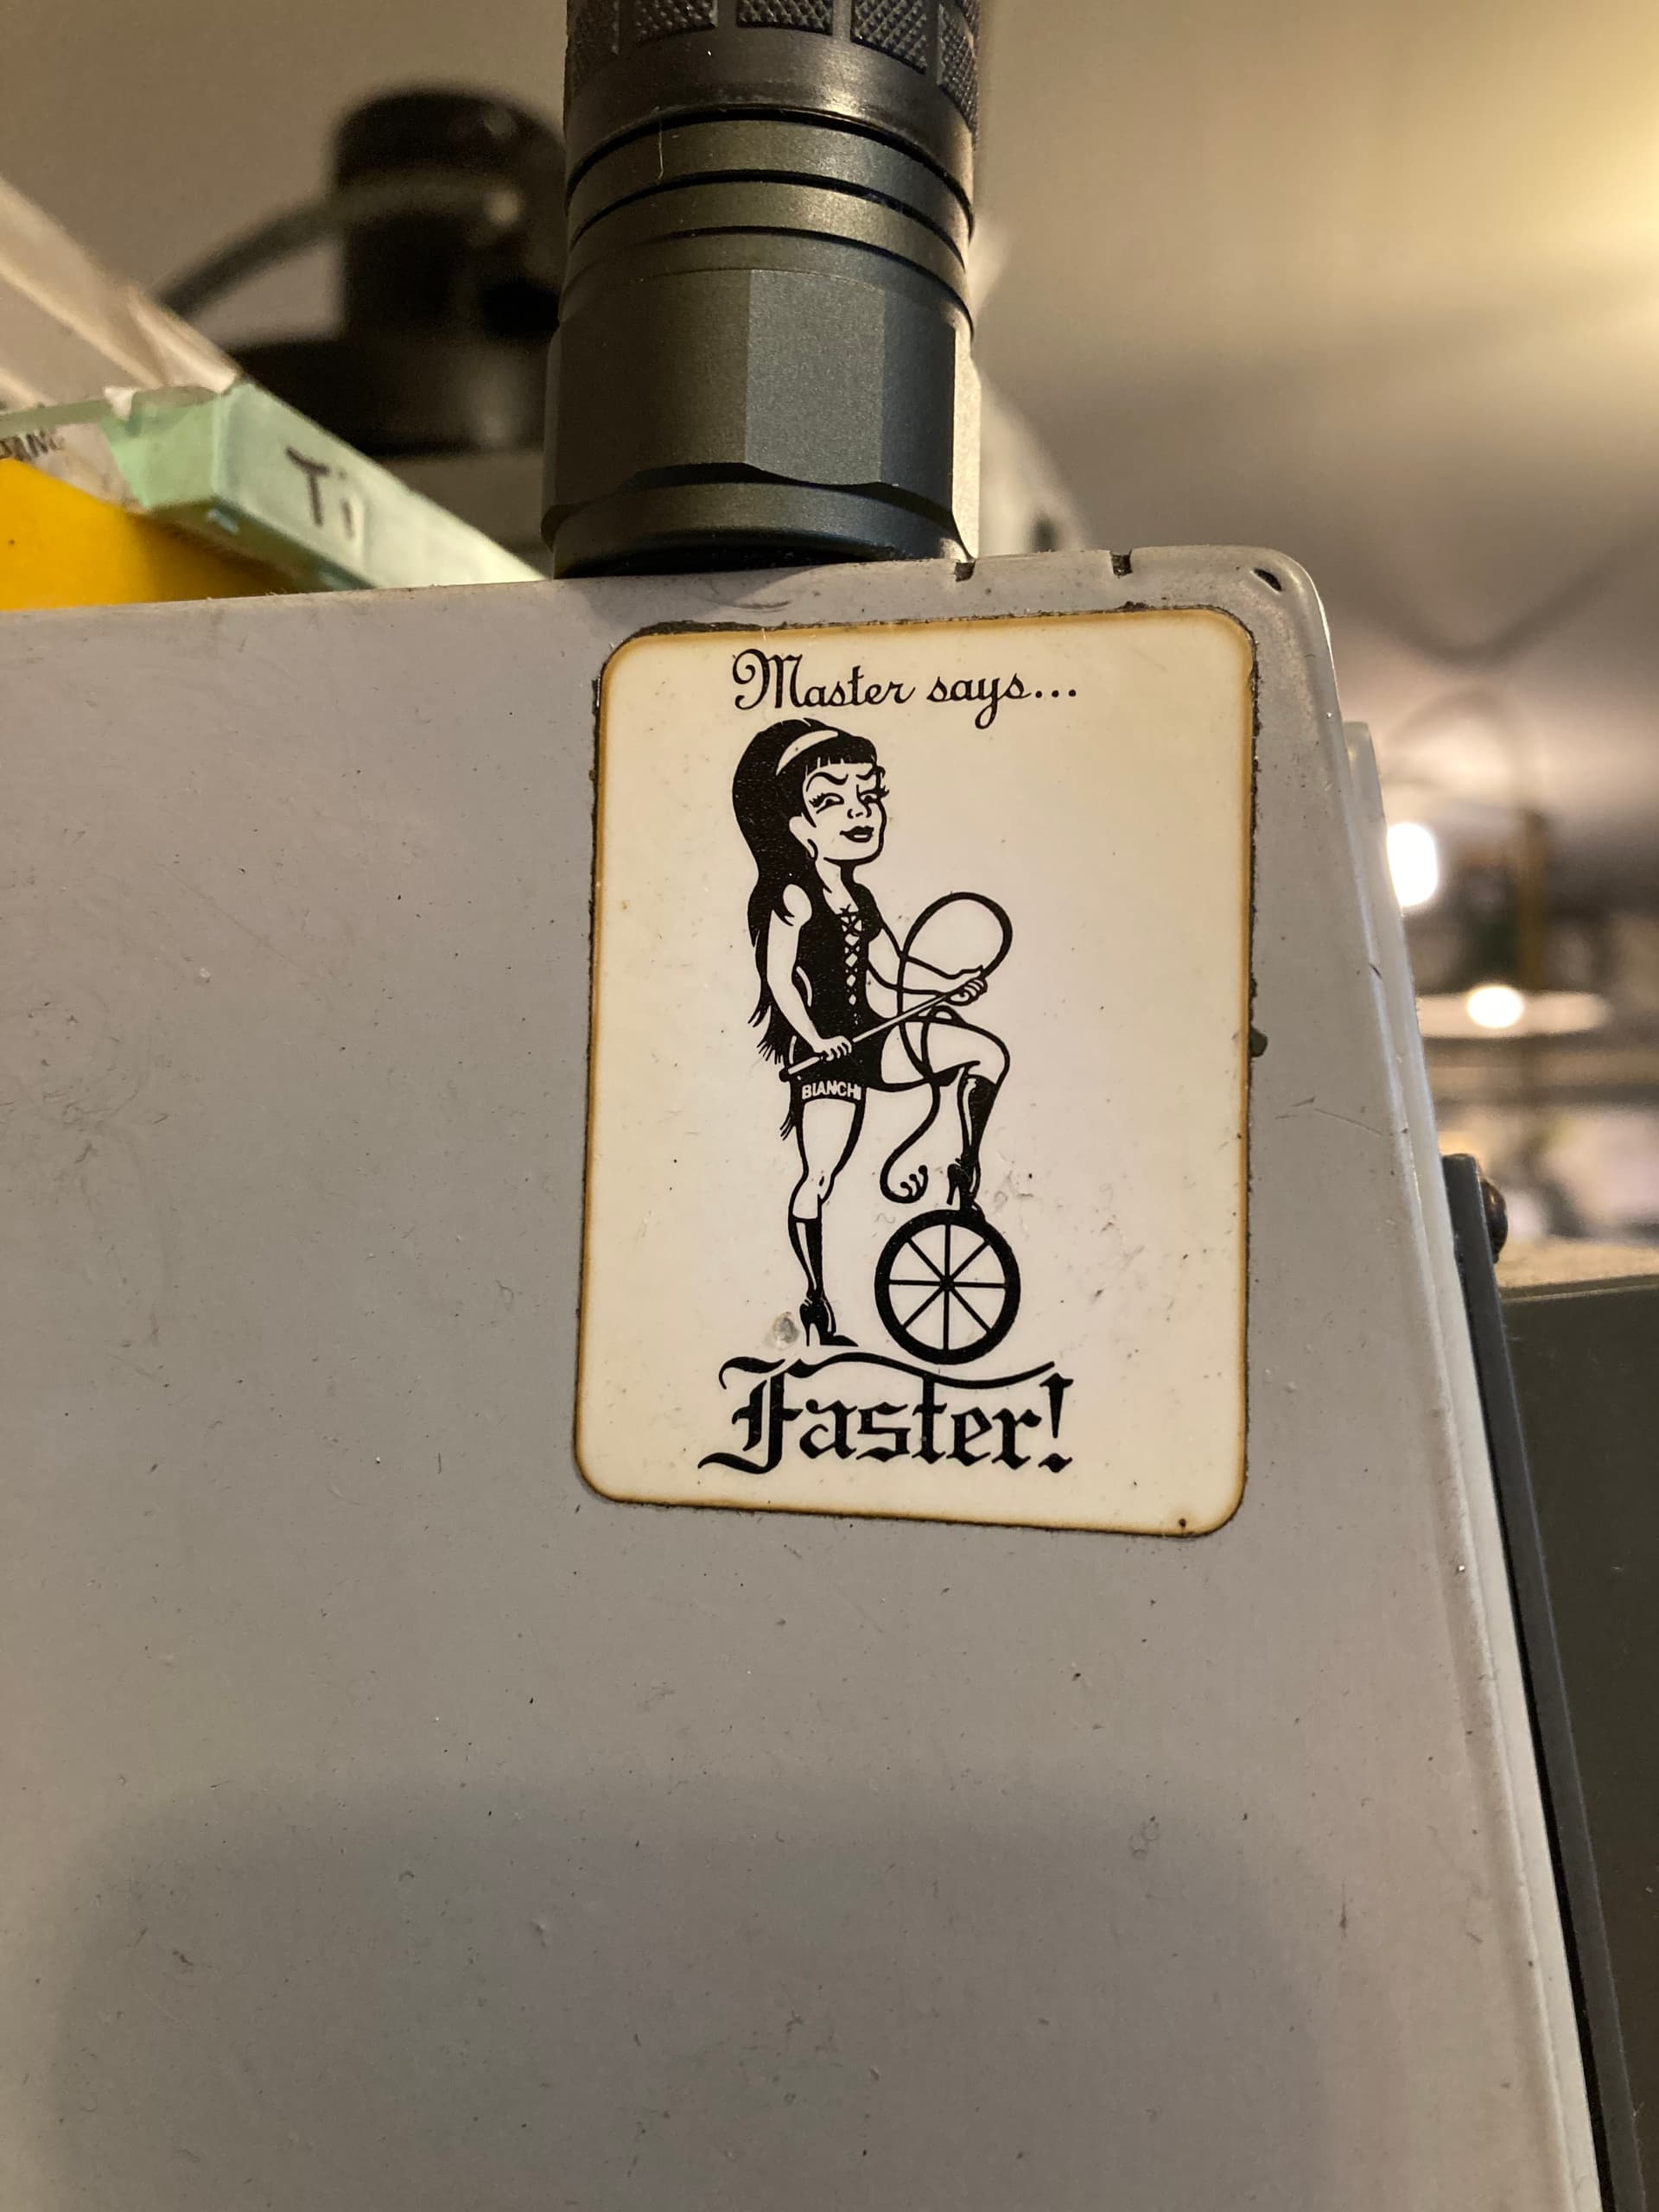 Ti
Master says...
BIANCHI
Faster!